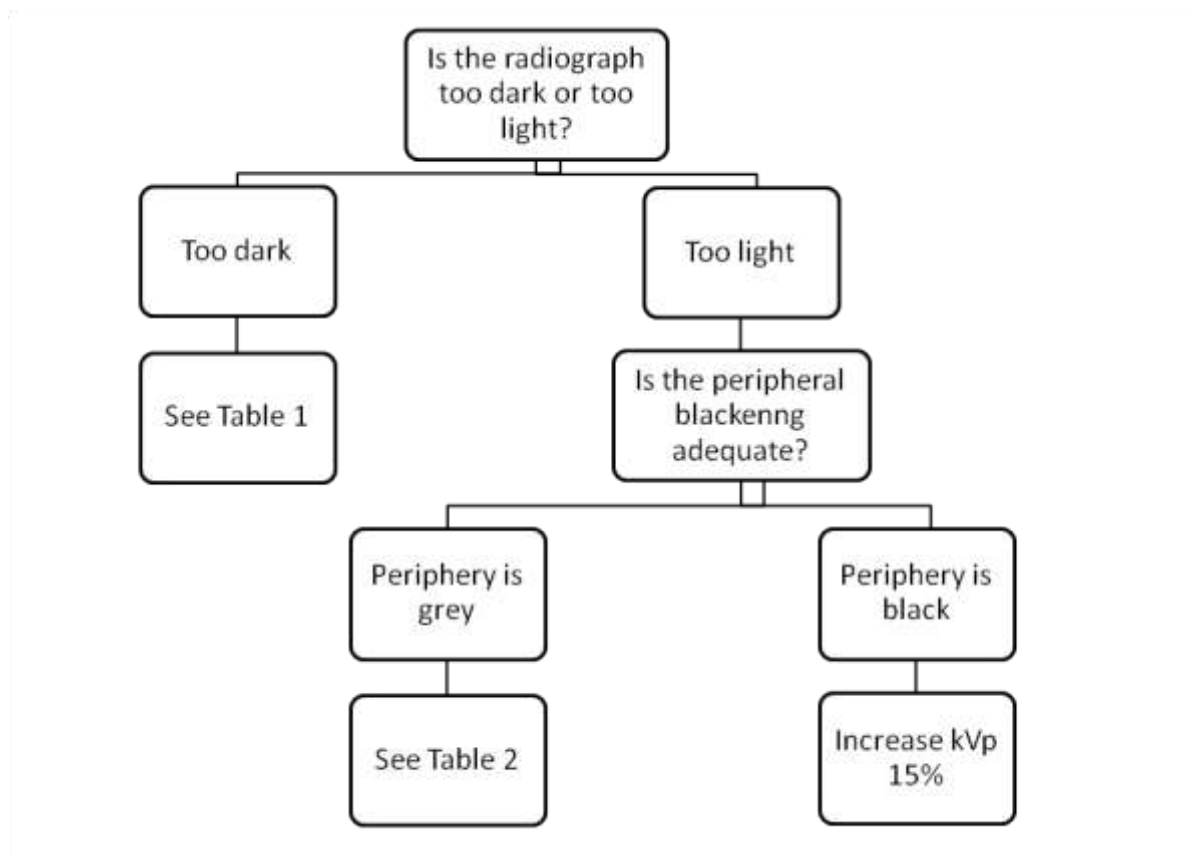 Is the radiograph
too dark or too
light?
Too dark
Too light
See Table 1
Is the peripheral
blackenng
adequate?
Periphery is
grey
Periphery is
black
See Table 2
Increase kVp
15%